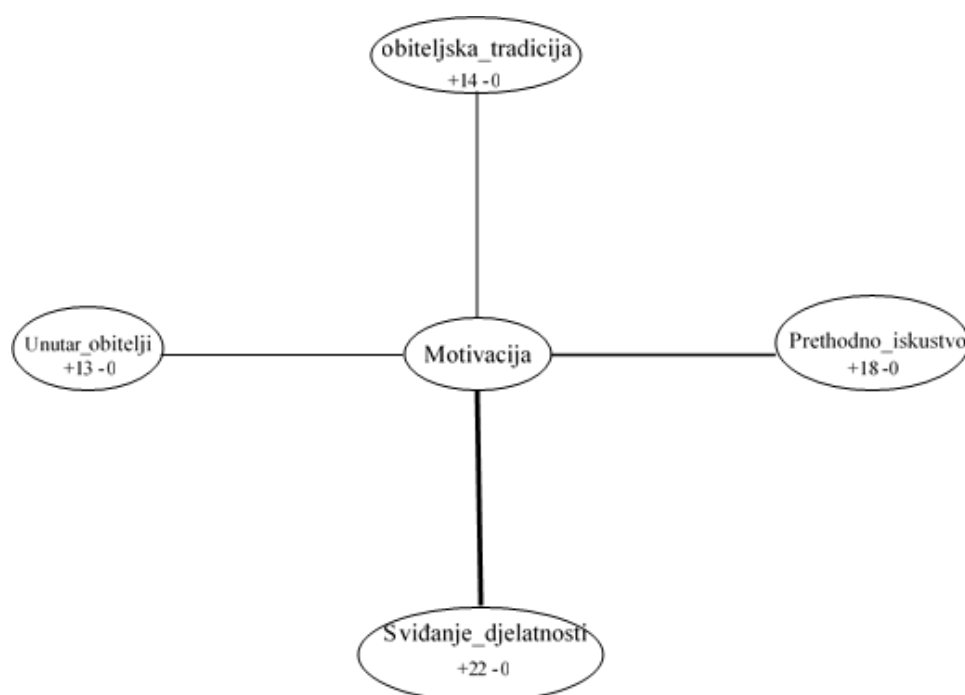 obiteljska_tradicija
+14 -0
Unutar_obitelji
+13 -0
Motivacija
Prethodno_iskustvo
+18 -0
Sviđanje_djelatnosti
+22 -0